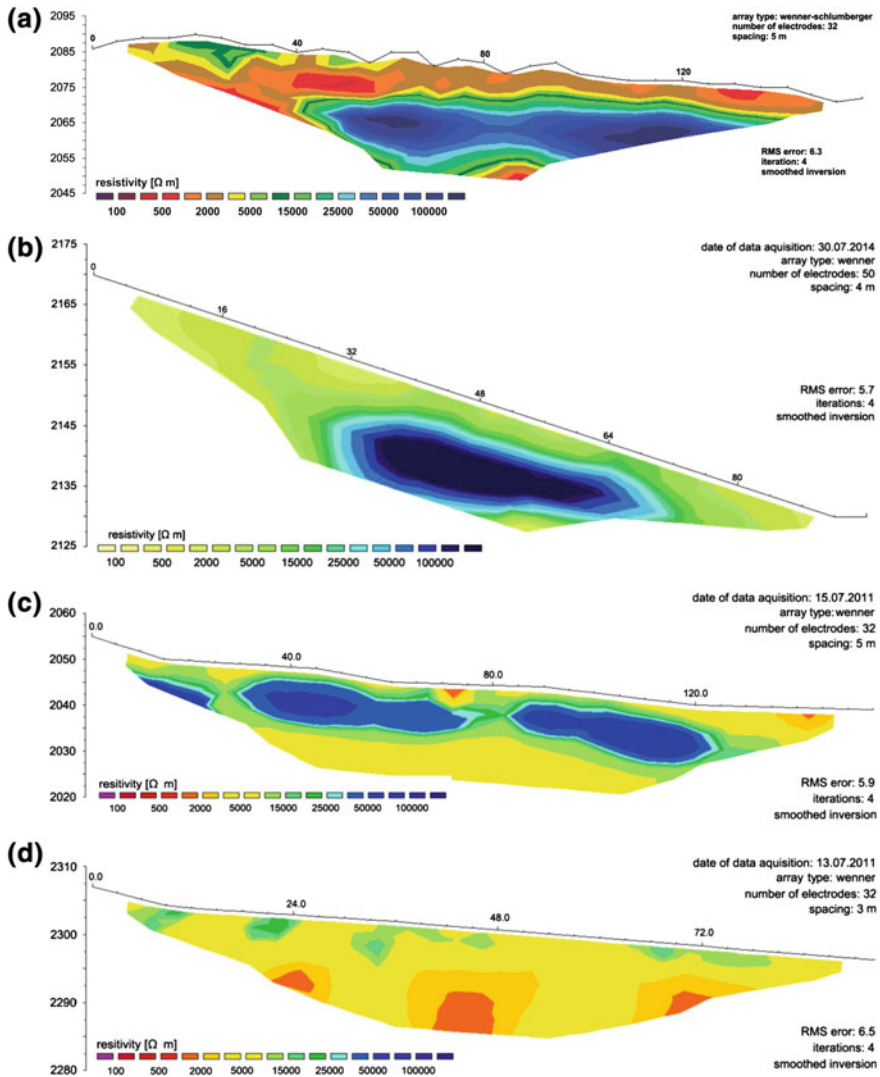 (a)
2095
2085
2075
2065
2055
2045
0
40
80
120
array type: wenner-schlumberger
number of electrodes: 32
spacing: 5 m
RMS error: 6.3
iteration: 4
smoothed inversion
resistivity [Ω m]
100 500 2000 5000 15000 25000 50000 100000
(b)
2175
2165
2155
2145
2135
2125
0
16
32
48
64
80
date of data aquisition: 30.07.2014
array type: wenner
number of electrodes: 50
spacing: 4 m
RMS error: 5.7
iterations: 4
smoothed inversion
resistivity [Ω m]
100 500 2000 5000 15000 25000 50000 100000
(c)
2060
2050
2040
2030
2020
0.0
40.0
80.0
120.0
date of data aquisition: 15.07.2011
array type:wenner
number of electrodes: 32
spacing: 5 m
RMS eror: 5.9
iterations: 4
smoothed inversion
resitivity [Ω m]
100 500 2000 5000 15000 25000 50000 100000
(d)
2310
2300
2290
2280
0.0
24.0
48.0
72.0
date of data aquisition: 13.07.2011
array type: wenner
number of electrodes: 32
spacing: 3 m
RMS eror: 6.5
iterations: 4
smoothed inversion
resitivity [Ω m]
100 500 2000 5000 15000 25000 50000 100000